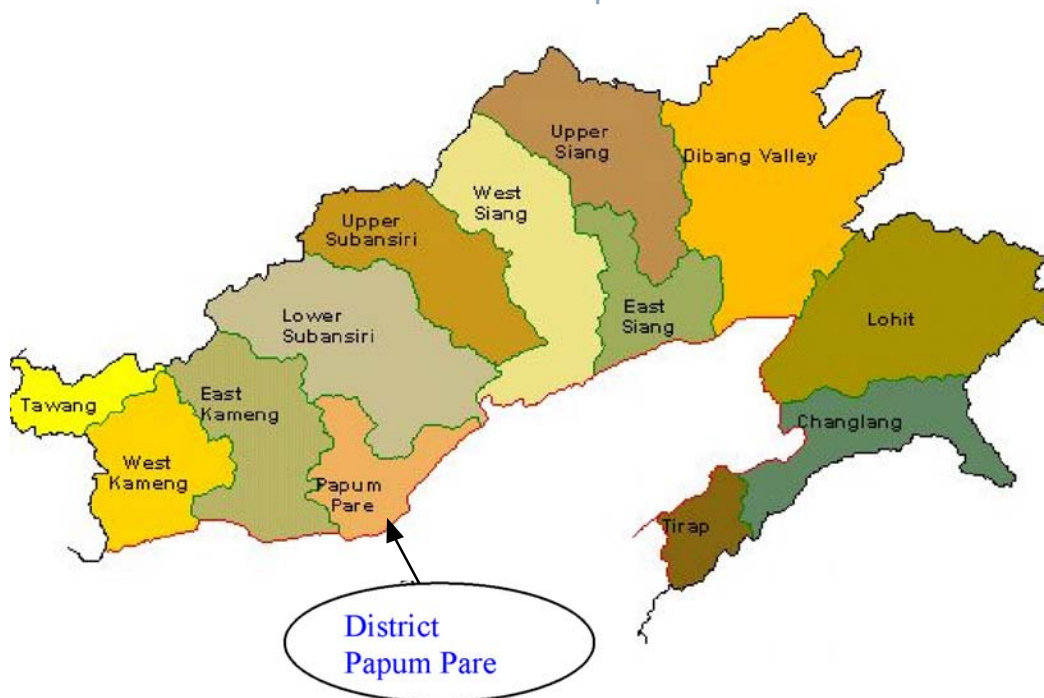 Upper
Siang
Dibang Valley
West
Siang
Upper
Subansiri
Lower
Subansiri
East
Siang
Lohit
Tawang
East
Kameng
Changlang
West
Kameng
Papum
Pare
Tirap
District
Papum Pare